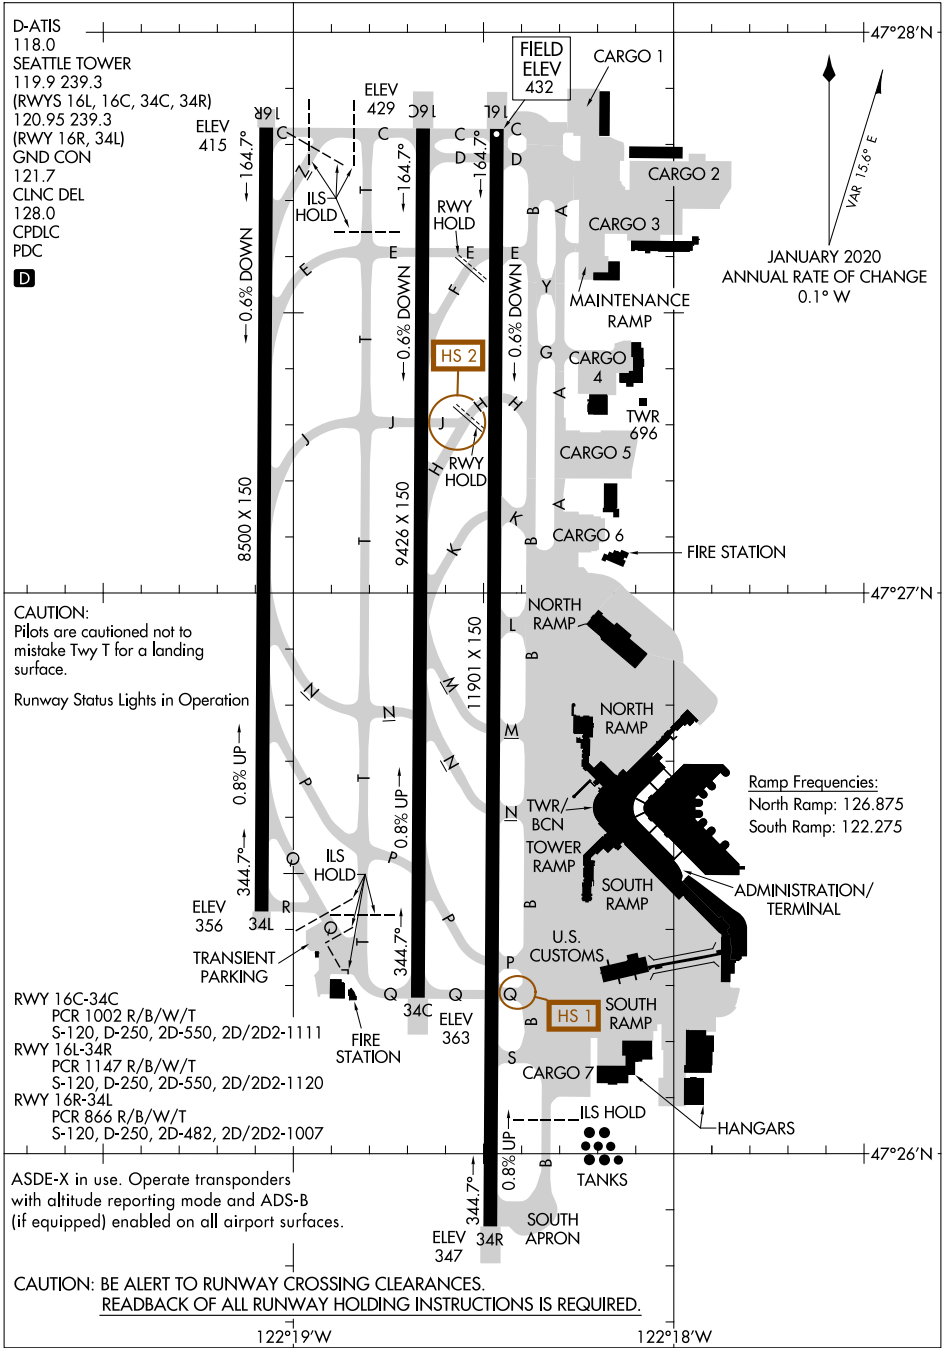 D-ATIS
118.0
SEATTLE TOWER
119.9 239.3
(RWYS 16L, 16C, 34C, 34R)
120.95 239.3
(RWY 16R, 34L)
GND CON
121.7
CLNC DEL
128.0
CPDLC
PDC
D
47°28'N
FIELD
ELEV
432
CARGO 1
CARGO 2
CARGO 3
MAINTENANCE
RAMP
VAR 15.6° E
JANUARY 2020
ANNUAL RATE OF CHANGE
0.1° W
ELEV
415
ELEV
429
16R
16C
16L
164.7°
164.7°
164.7°
C
C
C
C
D
D
Z
T
ILS
HOLD
RWY
HOLD
B
A
E
E
E
E
F
Y
0.6% DOWN
0.6% DOWN
0.6% DOWN
T
G
HS 2
CARGO
4
A
TWR
696
H
H
J
J
J
H
RWY
HOLD
CARGO 5
8500 X 150
9426 X 150
A
K
K
B
T
CARGO 6
FIRE STATION
47°27'N
CAUTION:
Pilots are cautioned not to
mistake Twy T for a landing
surface.
Runway Status Lights in Operation
11901 X 150
NORTH
RAMP
L
B
M
M
N
N
N
N
NORTH
RAMP
0.8% UP
0.8% UP
P
T
TWR/
BCN
TOWER
RAMP
Ramp Frequencies:
North Ramp: 126.875
South Ramp: 122.275
344.7°
Q
ILS
HOLD
P
SOUTH
RAMP
ADMINISTRATION/
TERMINAL
ELEV
356
34L
R
Q
T
P
B
U.S.
CUSTOMS
TRANSIENT
PARKING
344.7°
P
Q
Q
Q
34C
ELEV
363
HS 1
B
SOUTH
RAMP
FIRE
STATION
RWY 16C-34C
PCR 1002 R/B/W/T
S-120, D-250, 2D-550, 2D/2D2-1111
RWY 16L-34R
PCR 1147 R/B/W/T
S-120, D-250, 2D-550, 2D/2D2-1120
RWY 16R-34L
PCR 866 R/B/W/T
S-120, D-250, 2D-482, 2D/2D2-1007
S
CARGO 7
ILS HOLD
HANGARS
0.8% UP
B
TANKS
47°26'N
ASDE-X in use. Operate transponders
with altitude reporting mode and ADS-B
(if equipped) enabled on all airport surfaces.
344.7°
ELEV
347
34R
SOUTH
APRON
CAUTION: BE ALERT TO RUNWAY CROSSING CLEARANCES.
READBACK OF ALL RUNWAY HOLDING INSTRUCTIONS IS REQUIRED.
122°19'W
122°18'W